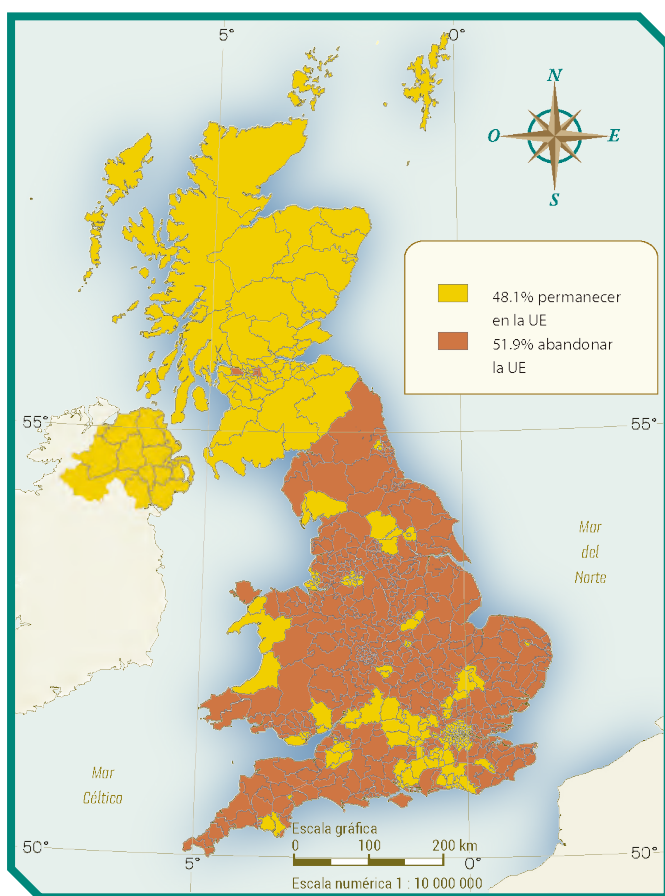 5°
0°
N
O
E
S
48.1% permanecer
en la UE
51.9% abandonar
la UE
55°
55°
Mar
del
Norte
Mar
Céltico
Escala gráfica
0 100 200 km
50°
50°
5°
0°
Escala numérica 1 : 10 000 000